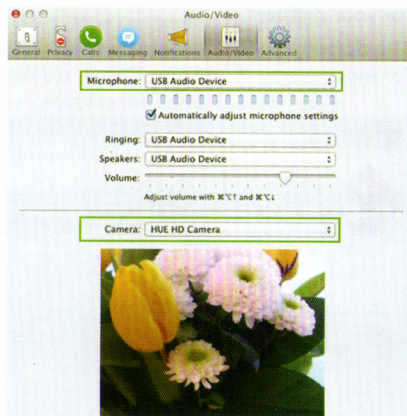 Audio/Video
General Privacy Calls Messaging Notifications Audio/Video Advanced
Microphone: USB Audio Device
Automatically adjust microphone settings
Ringing: USB Audio Device
Speakers: USB Audio Device
Volume:
Adjust volume with ⌘⌥↑ and ⌘⌥↓
Camera: HUE HD Camera